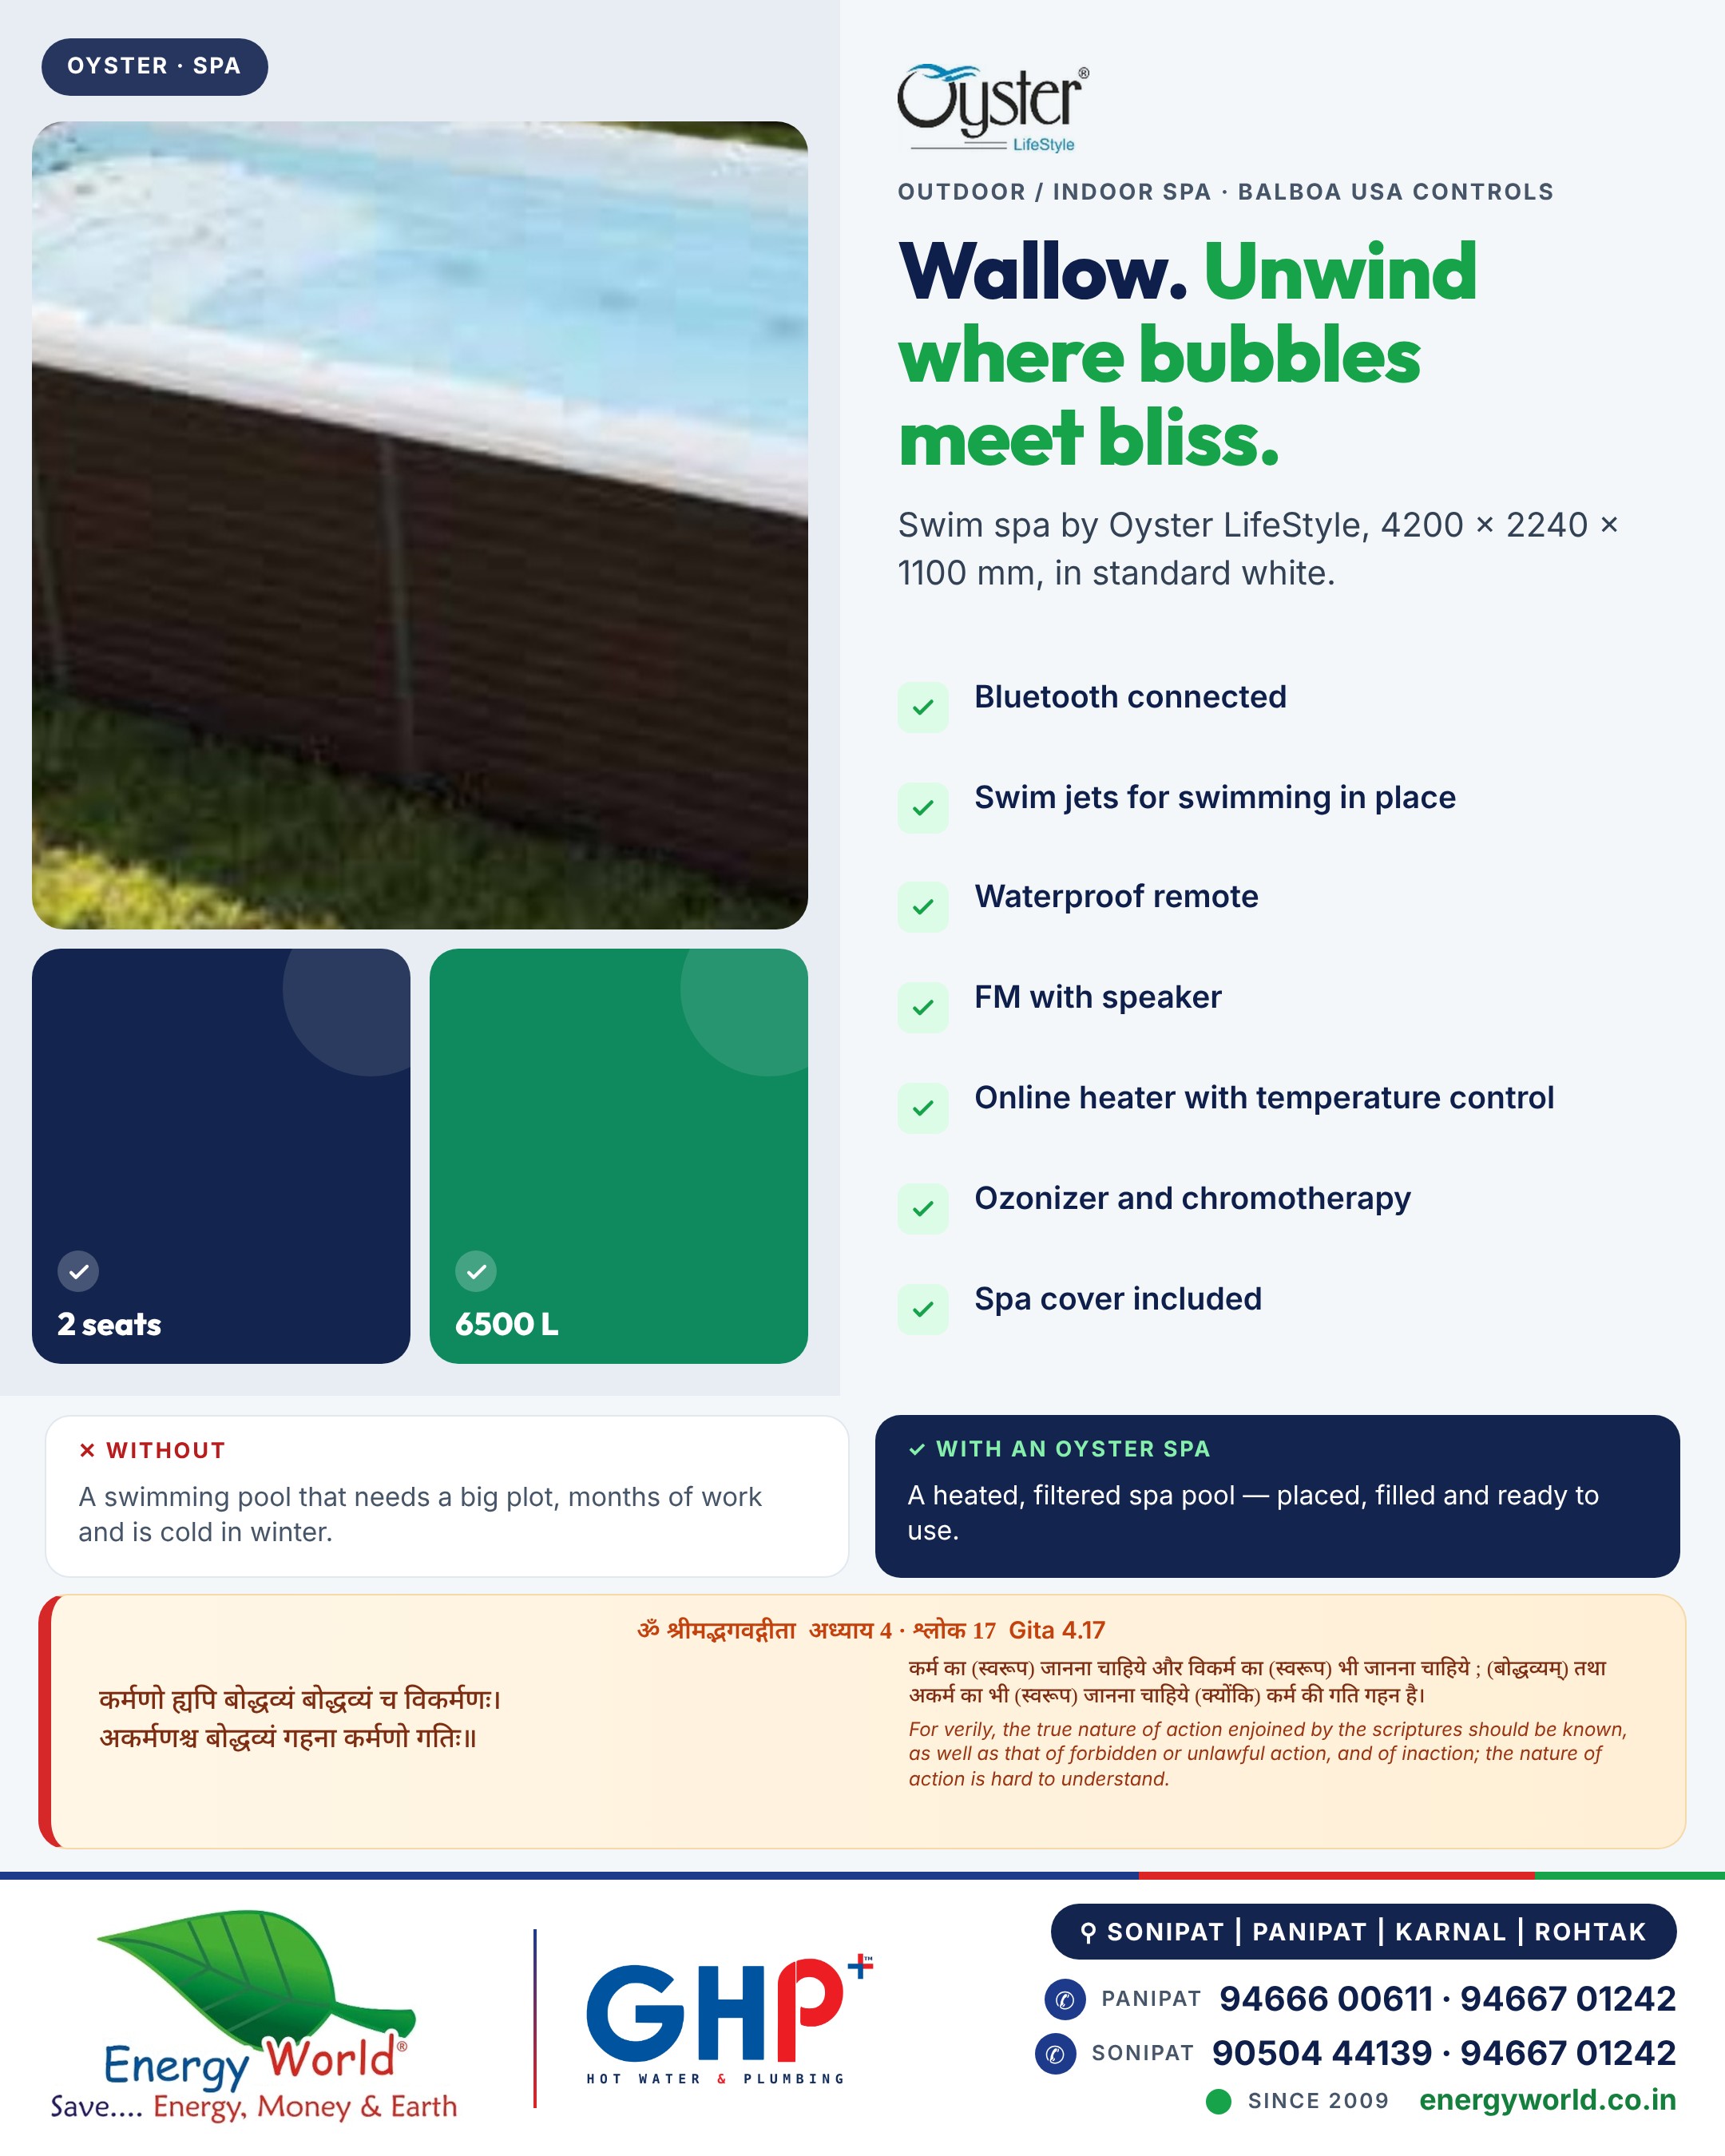 OYSTER · SPA
Oyster®
LifeStyle
OUTDOOR / INDOOR SPA · BALBOA USA CONTROLS
Wallow. Unwind
where bubbles
meet bliss.
Swim spa by Oyster LifeStyle, 4200 × 2240 ×
1100 mm, in standard white.
Bluetooth connected
Swim jets for swimming in place
Waterproof remote
FM with speaker
Online heater with temperature control
Ozonizer and chromotherapy
Spa cover included
2 seats
6500 L
✕ WITHOUT
A swimming pool that needs a big plot, months of work
and is cold in winter.
✓ WITH AN OYSTER SPA
A heated, filtered spa pool — placed, filled and ready to
use.
ॐ श्रीमद्भगवद्गीता अध्याय 4 · श्लोक 17 Gita 4.17
कर्मणो ह्यपि बोद्धव्यं बोद्धव्यं च विकर्मणः।
अकर्मणश्च बोद्धव्यं गहना कर्मणो गतिः॥
कर्म का (स्वरूप) जानना चाहिये और विकर्म का (स्वरूप) भी जानना चाहिये ; (बोद्धव्यम्) तथा
अकर्म का भी (स्वरूप) जानना चाहिये (क्योंकि) कर्म की गति गहन है।
For verily, the true nature of action enjoined by the scriptures should be known,
as well as that of forbidden or unlawful action, and of inaction; the nature of
action is hard to understand.
Energy World®
Save.... Energy, Money & Earth
GHP+™
HOT WATER & PLUMBING
SONIPAT | PANIPAT | KARNAL | ROHTAK
PANIPAT 94666 00611 · 94667 01242
SONIPAT 90504 44139 · 94667 01242
SINCE 2009 energyworld.co.in